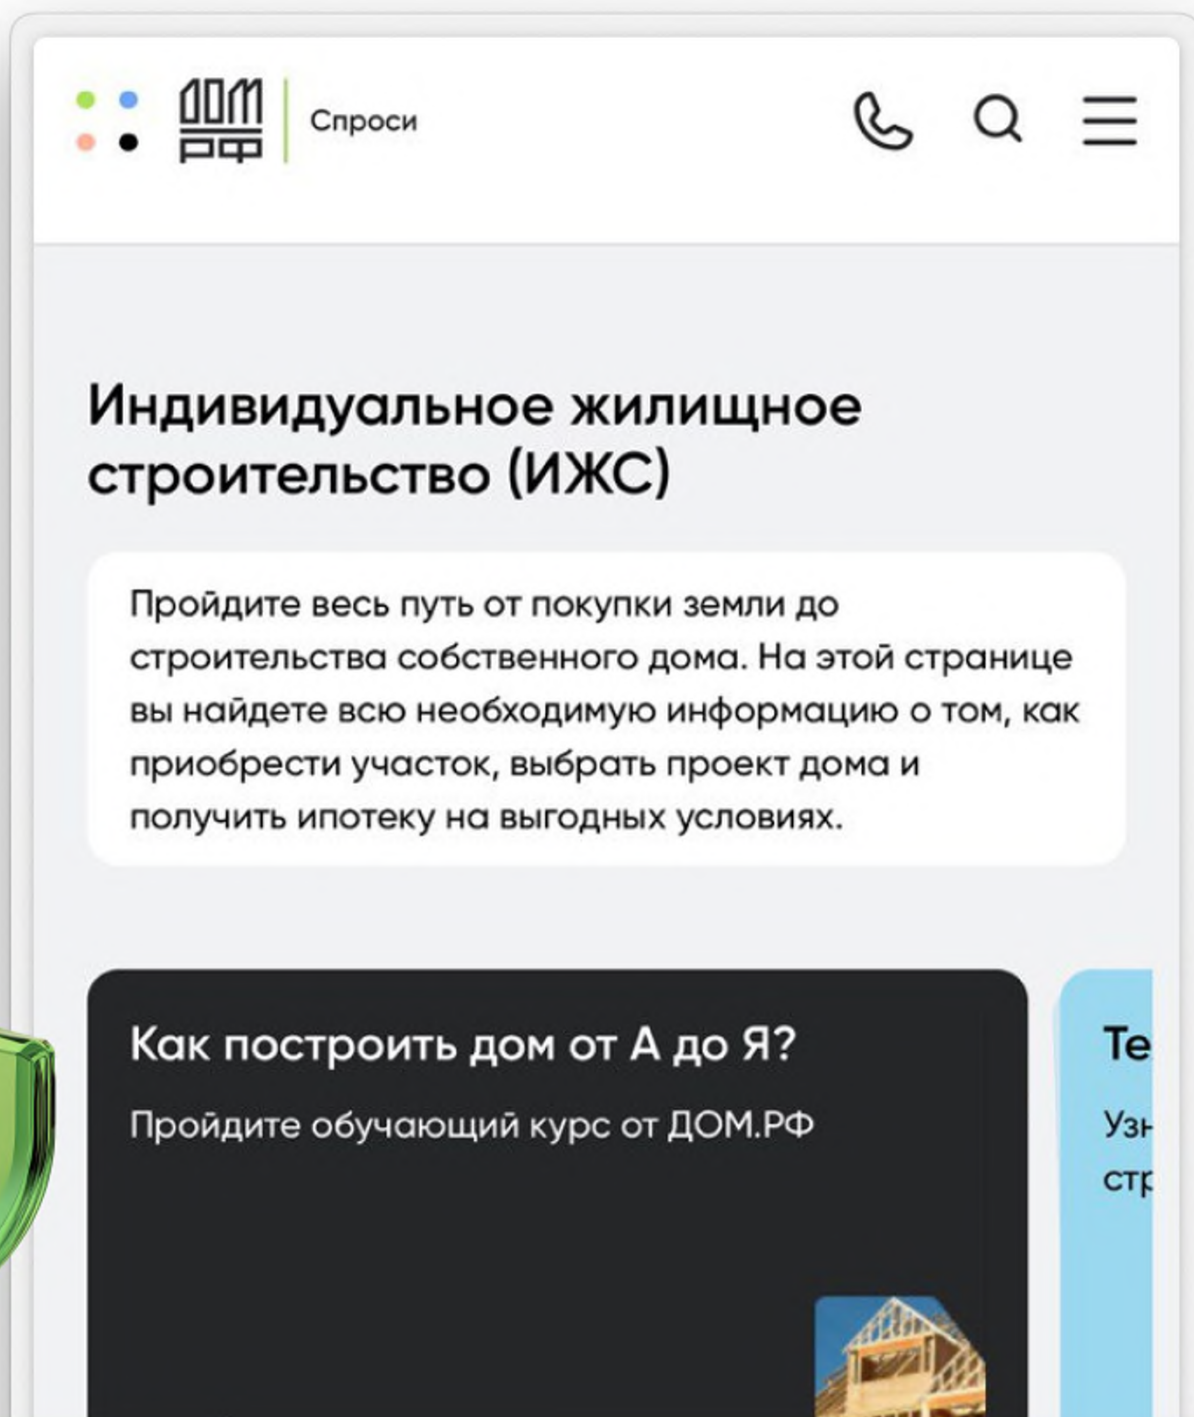 ДОМ
РФ
Спроси
Индивидуальное жилищное
строительство (ИЖС)
Пройдите весь путь от покупки земли до
строительства собственного дома. На этой странице
вы найдете всю необходимую информацию о том, как
приобрести участок, выбрать проект дома и
получить ипотеку на выгодных условиях.
Как построить дом от А до Я?
Пройдите обучающий курс от ДОМ.РФ